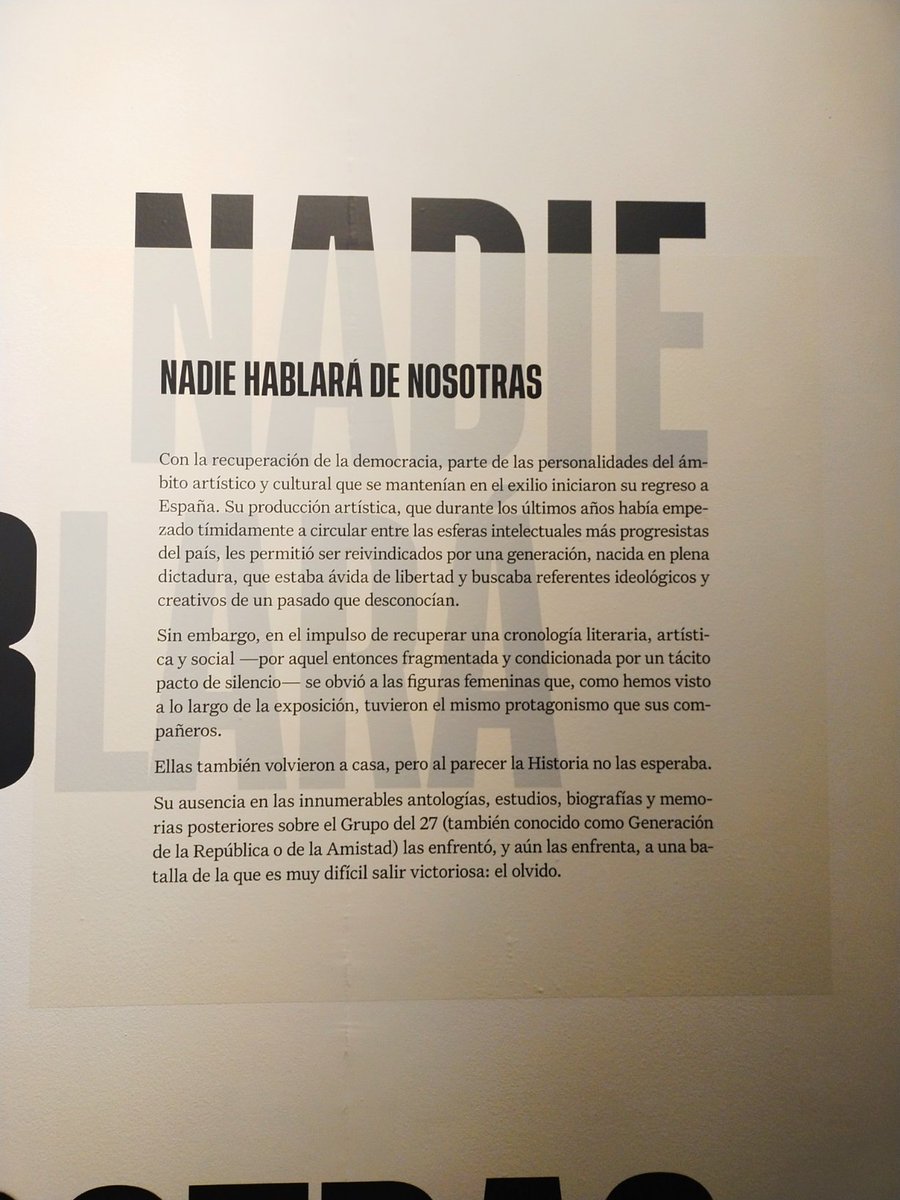 NADIE
NADIE HABLARÁ DE NOSOTRAS
Con la recuperación de la democracia, parte de las personalidades del ám-
bito artístico y cultural que se mantenían en el exilio iniciaron su regreso a
España. Su producción artística, que durante los últimos años había empe-
zado tímidamente a circular entre las esferas intelectuales más progresistas
del país, les permitió ser reivindicados por una generación, nacida en plena
dictadura, que estaba ávida de libertad y buscaba referentes ideológicos y
creativos de un pasado que desconocían.
Sin embargo, en el impulso de recuperar una cronología literaria, artísti-
ca y social —por aquel entonces fragmentada y condicionada por un tácito
pacto de silencio— se obvió a las figuras femeninas que, como hemos visto
a lo largo de la exposición, tuvieron el mismo protagonismo que sus com-
pañeros.
Ellas también volvieron a casa, pero al parecer la Historia no las esperaba.
Su ausencia en las innumerables antologías, estudios, biografías y memo-
rias posteriores sobre el Grupo del 27 (también conocido como Generación
de la República o de la Amistad) las enfrentó, y aún las enfrenta, a una ba-
talla de la que es muy difícil salir victoriosa: el olvido.
BLARÁ
OTRAS